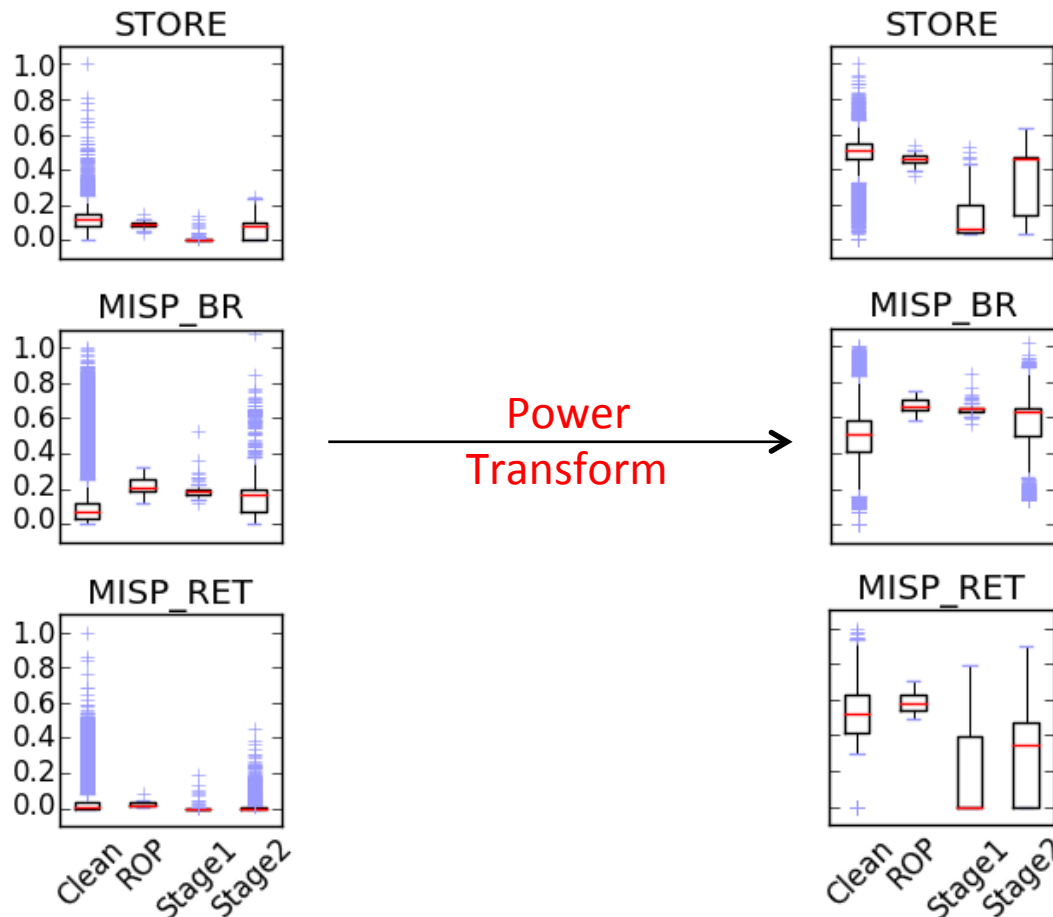 STORE
1.0
0.8
0.6
0.4
0.2
0.0
MISP_BR
1.0
0.8
0.6
0.4
0.2
0.0
MISP_RET
1.0
0.8
0.6
0.4
0.2
0.0
Clean
ROP
Stage1
Stage2
Power
Transform
STORE
MISP_BR
MISP_RET
Clean
ROP
Stage1
Stage2